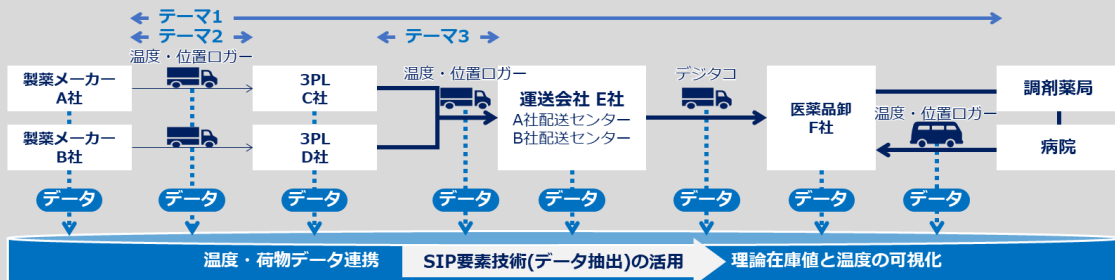 テーマ1
テーマ2
テーマ3
温度・位置ロガー
温度・位置ロガー
デジタコ
製薬メーカー
A社
3PL
C社
運送会社 E社
A社配送センター
B社配送センター
医薬品卸
F社
調剤薬局
温度・位置ロガー
製薬メーカー
B社
3PL
D社
病院
データ
データ
データ
データ
データ
データ
データ
データ
温度・荷物データ連携
SIP要素技術(データ抽出)の活用
理論在庫値と温度の可視化